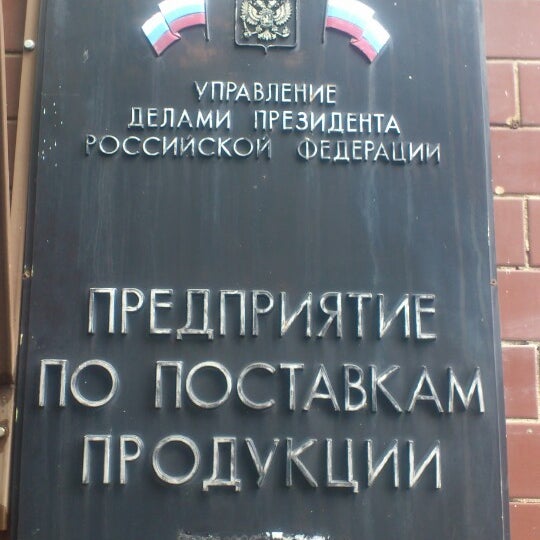 УПРАВЛЕНИЕ
ДЕЛАМИ ПРЕЗИДЕНТА
РОССИЙСКОЙ ФЕДЕРАЦИИ
ПРЕДПРИЯТИЕ
ПО ПОСТАВКАМ
ПРОДУКЦИИ